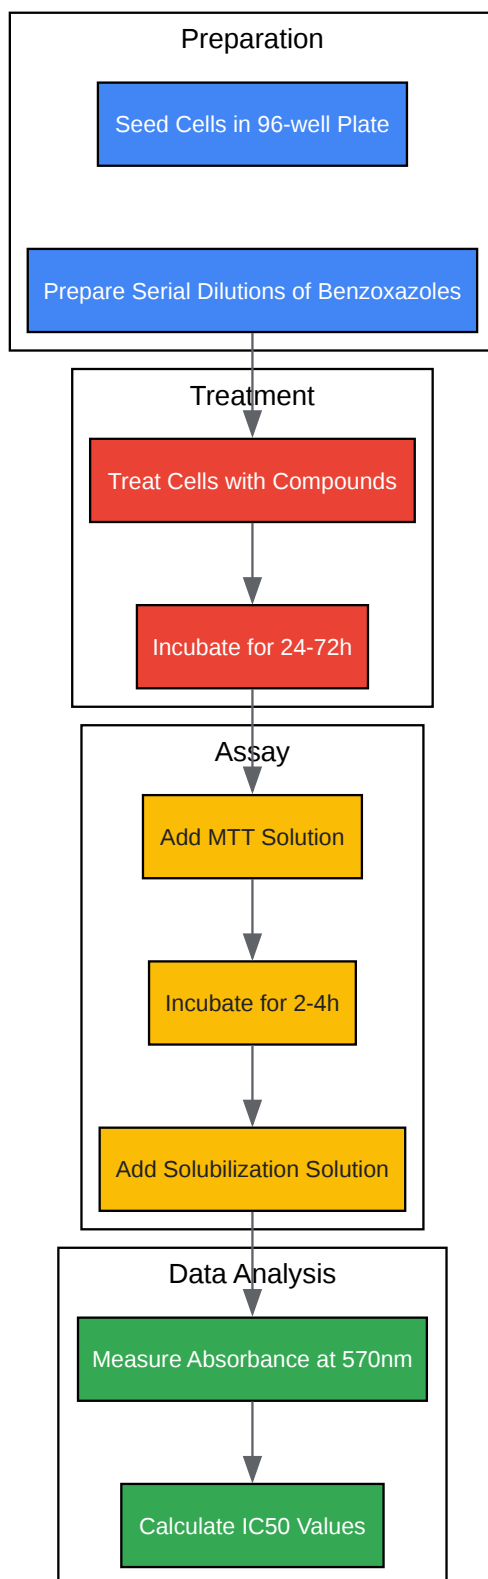 Preparation
Seed Cells in 96-well Plate
Prepare Serial Dilutions of Benzoxazoles
Treatment
Treat Cells with Compounds
Incubate for 24-72h
Assay
Add MTT Solution
Incubate for 2-4h
Add Solubilization Solution
Data Analysis
Measure Absorbance at 570nm
Calculate IC50 Values